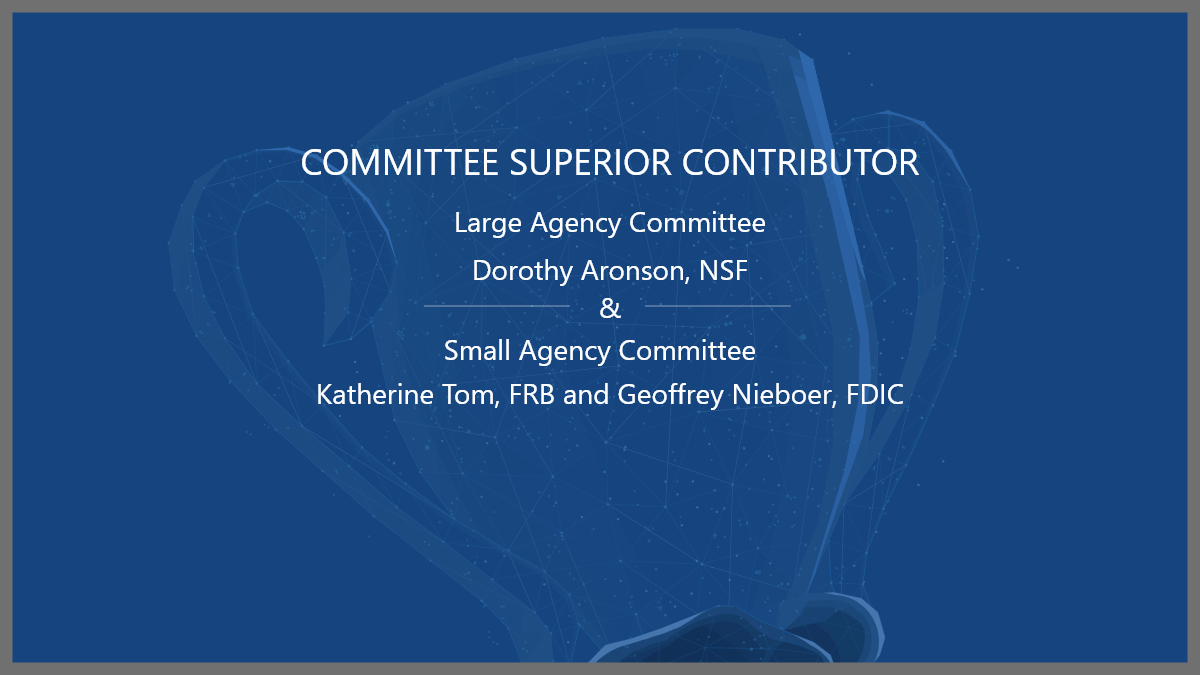 COMMITTEE SUPERIOR CONTRIBUTOR
Large Agency Committee
Dorothy Aronson, NSF
&
Small Agency Committee
Katherine Tom, FRB and Geoffrey Nieboer, FDIC